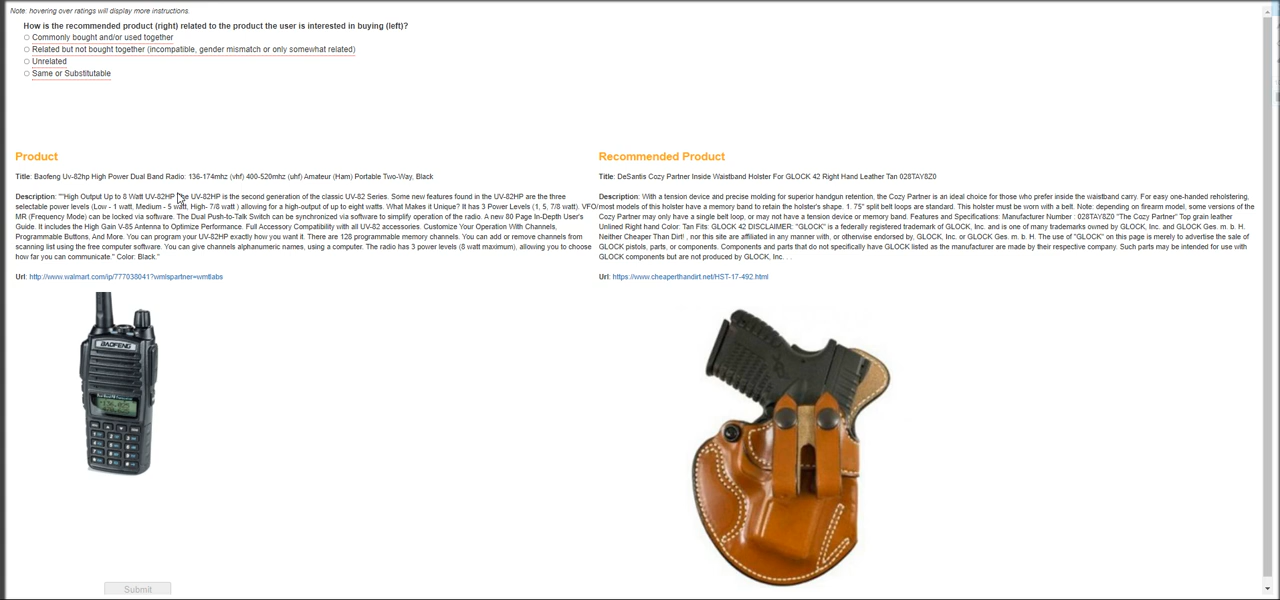 Note: hovering over ratings will display more instructions.
How is the recommended product (right) related to the product the user is interested in buying (left)?
Commonly bought and/or used together
Related but not bought together (incompatible, gender mismatch or only somewhat related)
Unrelated
Same or Substitutable
Product
Title: Baofeng Uv-82hp High Power Dual Band Radio: 136-174mhz (vhf) 400-520mhz (uhf) Amateur (Ham) Portable Two-Way, Black
Description: ""High Output Up to 8 Watt UV-82HP The UV-82HP is the second generation of the classic UV-82 Series. Some new features found in the UV-82HP are the three
selectable power levels (Low - 1 watt, Medium - 5 watt, High- 7/8 watt ) allowing for a high-output of up to eight watts. What Makes it Unique? It has 3 Power Levels (1, 5, 7/8 watt). VFO/
MR (Frequency Mode) can be locked via software. The Dual Push-to-Talk Switch can be synchronized via software to simplify operation of the radio. A new 80 Page In-Depth User's
Guide. It includes the High Gain V-85 Antenna to Optimize Performance. Full Accessory Compatibility with all UV-82 accessories. Customize Your Operation With Channels,
Programmable Buttons, And More. You can program your UV-82HP exactly how you want it. There are 128 programmable memory channels. You can add or remove channels from
scanning list using the free computer software. You can give channels alphanumeric names, using a computer. The radio has 3 power levels (8 watt maximum), allowing you to choose
how far you can communicate." Color: Black."
Url: http://www.walmart.com/ip/777038041?wmlspartner=wmtlabs
BAOFENG
Recommended Product
Title: DeSantis Cozy Partner Inside Waistband Holster For GLOCK 42 Right Hand Leather Tan 028TAY8Z0
Description: With a tension device and precise molding for superior handgun retention, the Cozy Partner is an ideal choice for those who prefer inside the waistband carry. For easy one-handed reholstering,
most models of this holster have a memory band to retain the holster's shape. 1. 75" split belt loops are standard. This holster must be worn with a belt. Note: depending on firearm model, some versions of the
Cozy Partner may only have a single belt loop, or may not have a tension device or memory band. Features and Specifications: Manufacturer Number : 028TAY8Z0 "The Cozy Partner" Top grain leather
Unlined Right hand Color: Tan Fits: GLOCK 42 DISCLAIMER: "GLOCK" is a federally registered trademark of GLOCK, Inc. and is one of many trademarks owned by GLOCK, Inc. and GLOCK Ges. m. b. H.
Neither Cheaper Than Dirt! , nor this site are affiliated in any manner with, or otherwise endorsed by, GLOCK, Inc. or GLOCK Ges. m. b. H. The use of "GLOCK" on this page is merely to advertise the sale of
GLOCK pistols, parts, or components. Components and parts that do not specifically have GLOCK listed as the manufacturer are made by their respective company. Such parts may be intended for use with
GLOCK components but are not produced by GLOCK, Inc. . .
Url: https://www.cheaperthandirt.net/HST-17-492.html
Submit